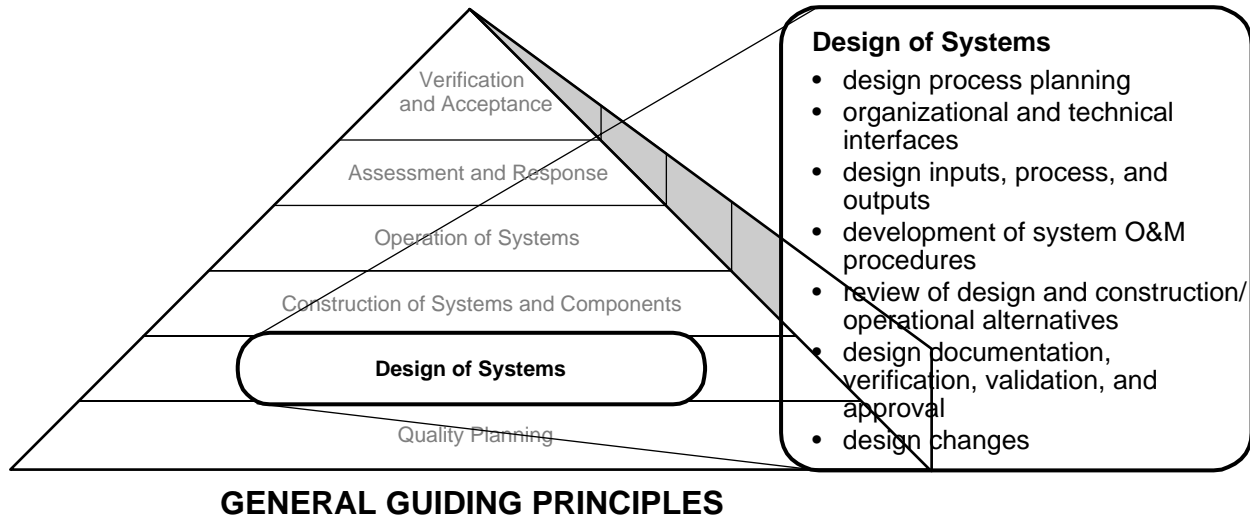 Verification
and Acceptance
Assessment and Response
Operation of Systems
Construction of Systems and Components
Design of Systems
Quality Planning
GENERAL GUIDING PRINCIPLES
Design of Systems
• design process planning
• organizational and technical
interfaces
• design inputs, process, and
outputs
• development of system O&M
procedures
• review of design and construction/
operational alternatives
• design documentation,
verification, validation, and
approval
• design changes